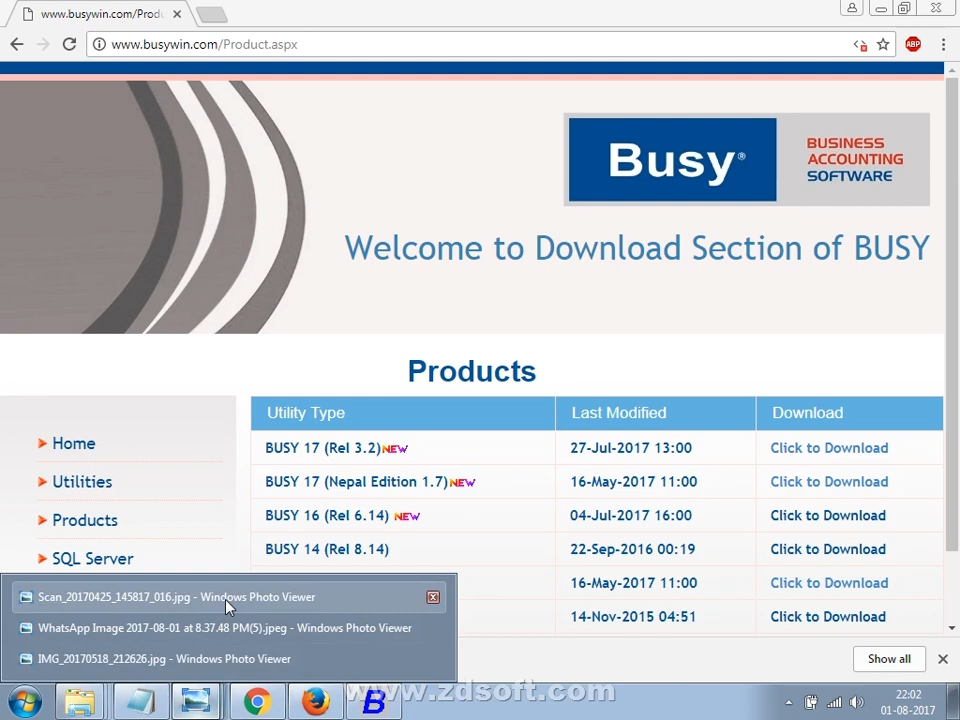 www.busywin.com/Prod
www.busywin.com/Product.aspx
ABP
Busy®
BUSINESS
ACCOUNTING
SOFTWARE
Welcome to Download Section of BUSY
Products
Home
Utilities
Products
SQL Server
Utility Type Last Modified Download
BUSY 17 (Rel 3.2) NEW 27-Jul-2017 13:00 Click to Download
BUSY 17 (Nepal Edition 1.7) NEW 16-May-2017 11:00 Click to Download
BUSY 16 (Rel 6.14) NEW 04-Jul-2017 16:00 Click to Download
BUSY 14 (Rel 8.14) 22-Sep-2016 00:19 Click to Download
16-May-2017 11:00 Click to Download
14-Nov-2015 04:51 Click to Download
Scan_20170425_145817_016.jpg - Windows Photo Viewer
WhatsApp Image 2017-08-01 at 8.37.48 PM(5).jpeg - Windows Photo Viewer
IMG_20170518_212626.jpg - Windows Photo Viewer
Show all
B
www.zdsoft.com
22:02
01-08-2017